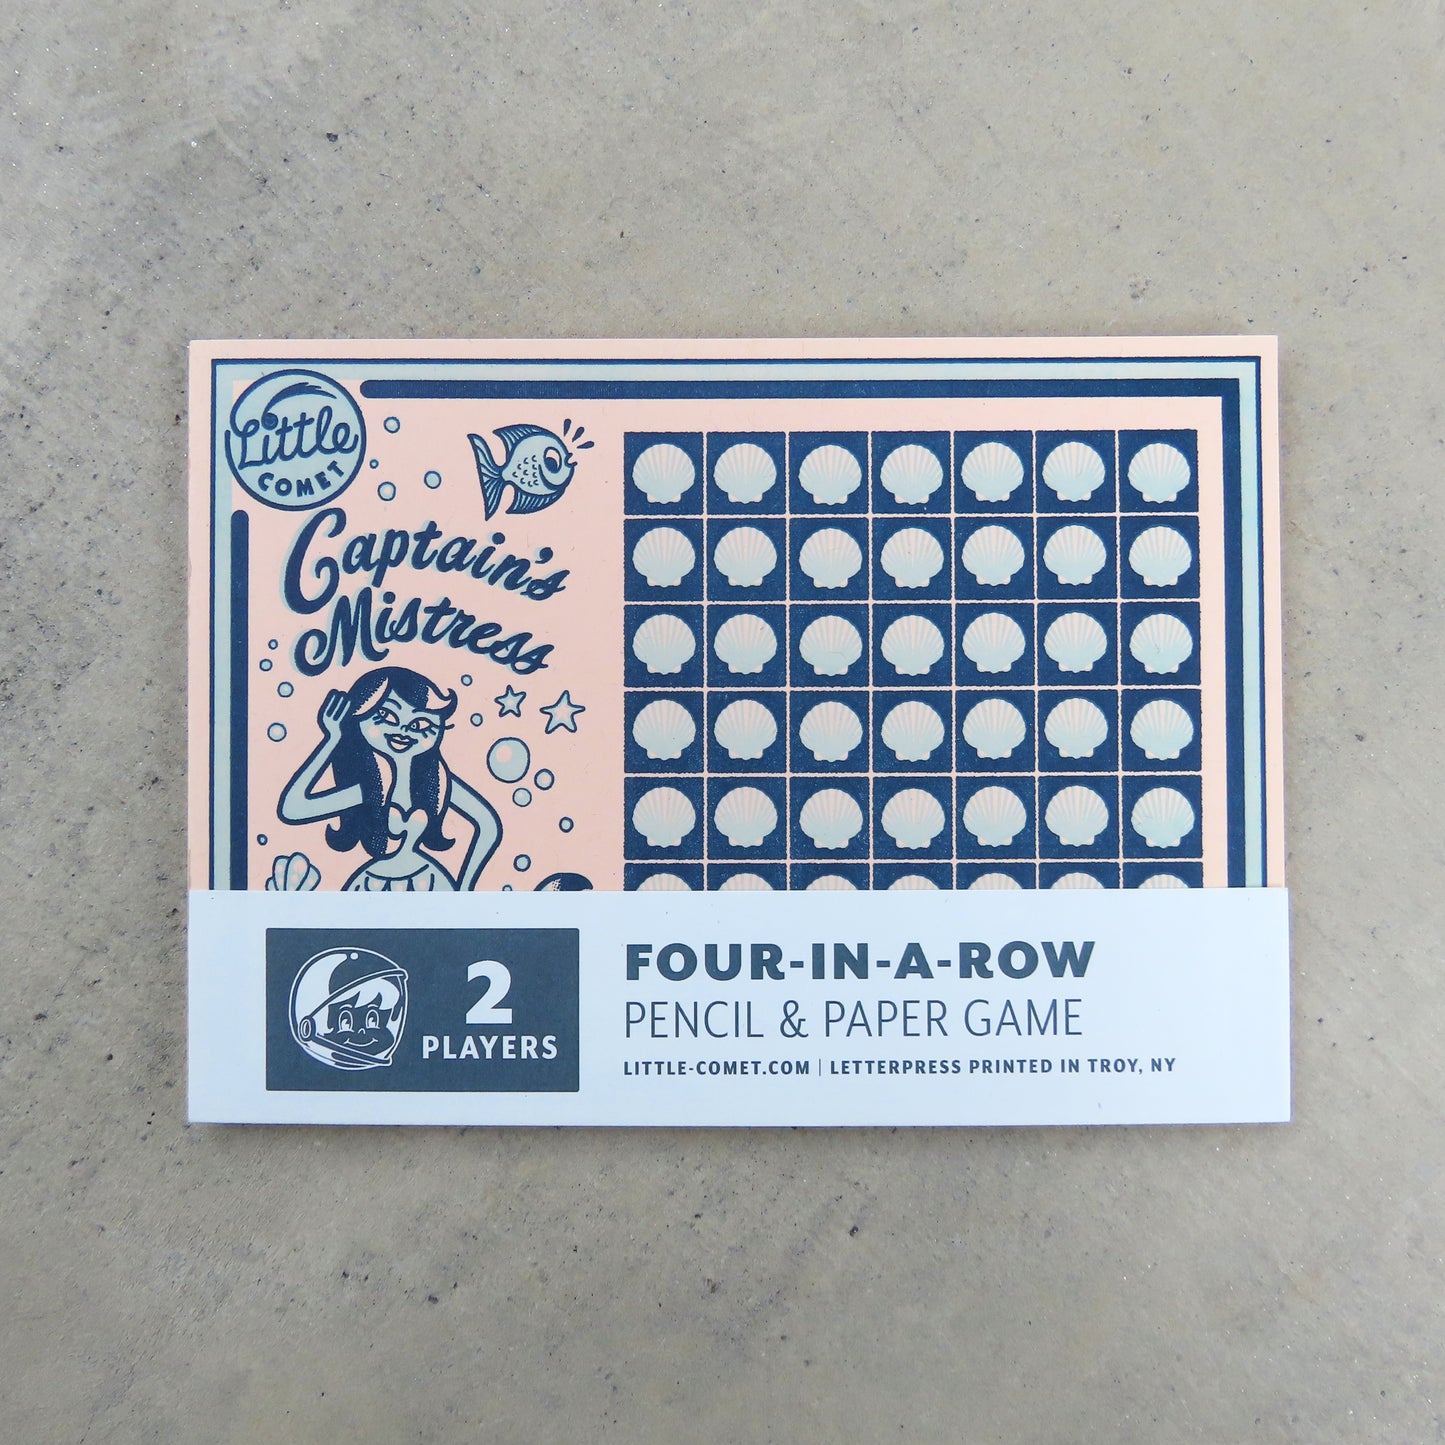 Little
COMET
Captain's
Mistress
2
PLAYERS
FOUR-IN-A-ROW
PENCIL & PAPER GAME
LITTLE-COMET.COM | LETTERPRESS PRINTED IN TROY, NY